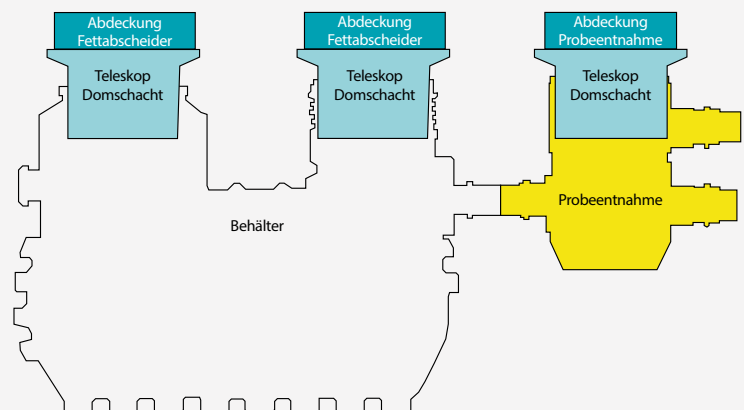 Abdeckung
Fettabscheider
Abdeckung
Fettabscheider
Abdeckung
Probeentnahme
Teleskop
Domschacht
Teleskop
Domschacht
Teleskop
Domschacht
Behälter
Probeentnahme